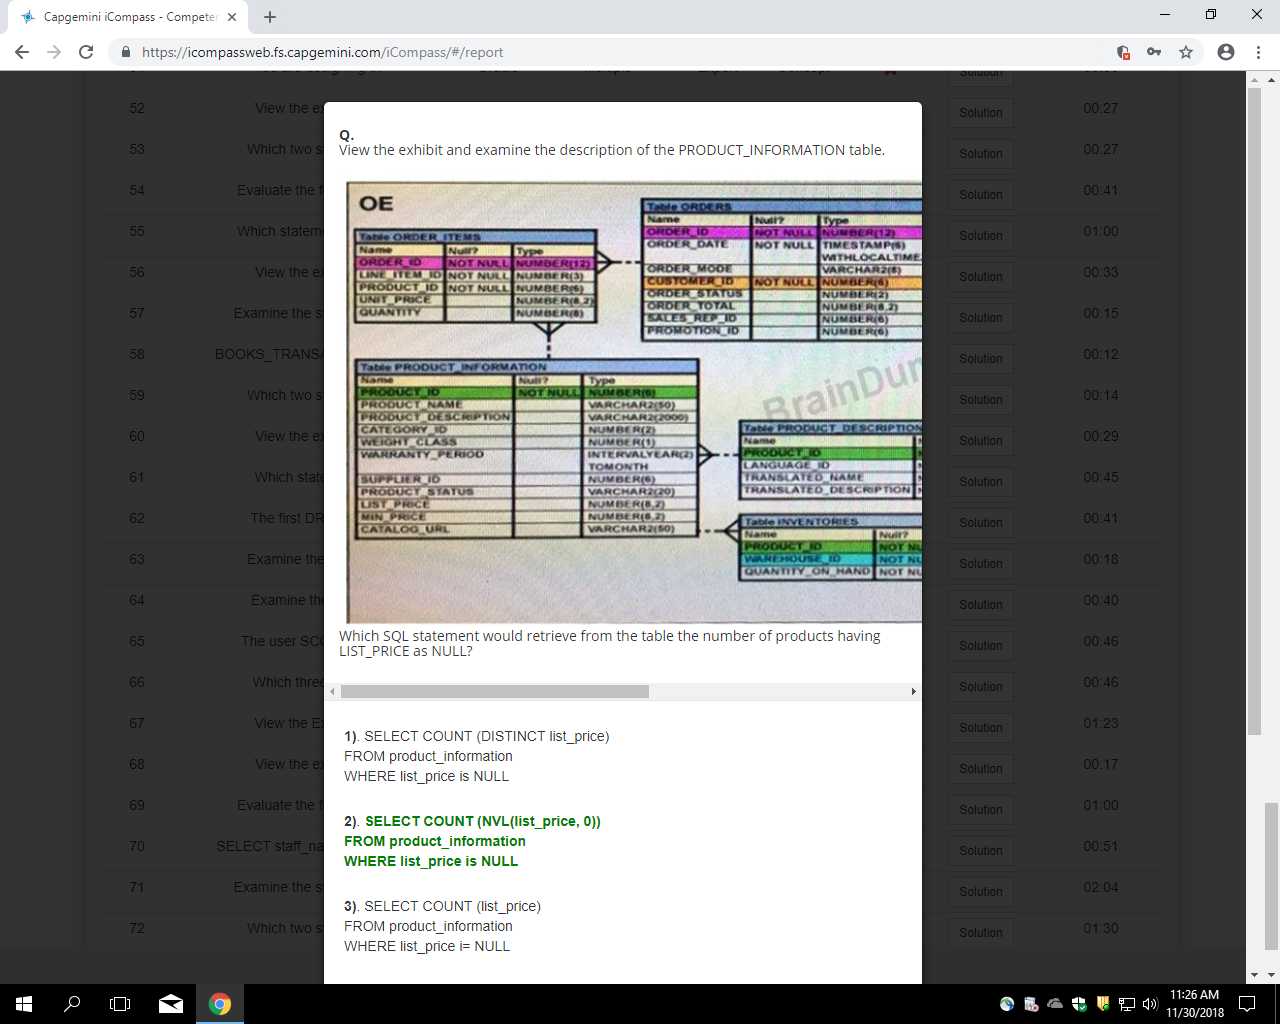 Capgemini iCompass - Competer
https://icompassweb.fs.capgemini.com/iCompass/#/report
Solution
52 View the ex Solution 00:27
53 Which two s Solution 00:27
54 Evaluate the f Solution 00:41
55 Which statem Solution 01:00
56 View the ex Solution 00:33
57 Examine the s Solution 00:15
58 BOOKS_TRANSA Solution 00:12
59 Which two s Solution 00:14
60 View the ex Solution 00:29
61 Which state Solution 00:45
62 The first DR Solution 00:41
63 Examine the Solution 00:18
64 Examine th Solution 00:40
65 The user SCO Solution 00:46
66 Which three Solution 00:46
67 View the E Solution 01:23
68 View the ex Solution 00:17
69 Evaluate the f Solution 01:00
70 SELECT staff_na Solution 00:51
71 Examine the s Solution 02:04
72 Which two s Solution 01:30
Q.
View the exhibit and examine the description of the PRODUCT_INFORMATION table.
OE
Table ORDER_ITEMS
Name Null? Type
ORDER_ID NOT NULL NUMBER(12)
LINE_ITEM_ID NOT NULL NUMBER(3)
PRODUCT_ID NOT NULL NUMBER(6)
UNIT_PRICE NUMBER(8,2)
QUANTITY NUMBER(8)
Table ORDERS
Name Null? Type
ORDER_ID NOT NULL NUMBER(12)
ORDER_DATE NOT NULL TIMESTAMP(6)
WITHLOCALTIME
ORDER_MODE VARCHAR2(8)
CUSTOMER_ID NOT NULL NUMBER(6)
ORDER_STATUS NUMBER(2)
ORDER_TOTAL NUMBER(8,2)
SALES_REP_ID NUMBER(6)
PROMOTION_ID NUMBER(6)
Table PRODUCT_INFORMATION
Name Null? Type
PRODUCT_ID NOT NULL NUMBER(6)
PRODUCT_NAME VARCHAR2(50)
PRODUCT_DESCRIPTION VARCHAR2(2000)
CATEGORY_ID NUMBER(2)
WEIGHT_CLASS NUMBER(1)
WARRANTY_PERIOD INTERVALYEAR(2)
TOMONTH
SUPPLIER_ID NUMBER(6)
PRODUCT_STATUS VARCHAR2(20)
LIST_PRICE NUMBER(8,2)
MIN_PRICE NUMBER(8,2)
CATALOG_URL VARCHAR2(50)
BrainDum
Table PRODUCT_DESCRIPTION
Name
PRODUCT_ID
LANGUAGE_ID
TRANSLATED_NAME
TRANSLATED_DESCRIPTION
Table INVENTORIES
Name Null?
PRODUCT_ID NOT NU
WAREHOUSE_ID NOT NU
QUANTITY_ON_HAND NOT NU
Which SQL statement would retrieve from the table the number of products having
LIST_PRICE as NULL?
1). SELECT COUNT (DISTINCT list_price)
FROM product_information
WHERE list_price is NULL
2). SELECT COUNT (NVL(list_price, 0))
FROM product_information
WHERE list_price is NULL
3). SELECT COUNT (list_price)
FROM product_information
WHERE list_price i= NULL
11:26 AM
11/30/2018